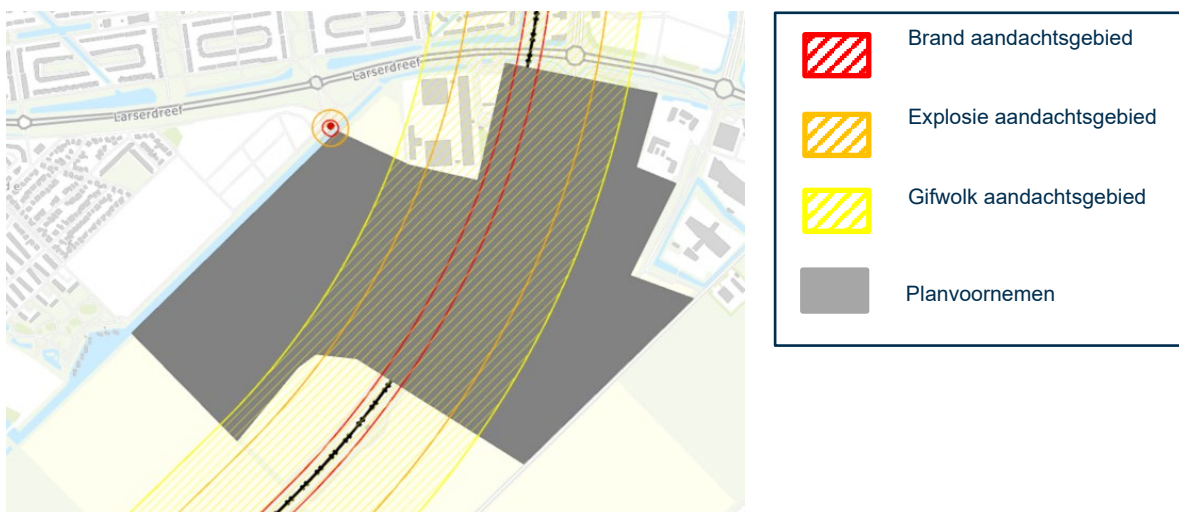 Larserdreef
Larserdreef
Brand aandachtsgebied
Explosie aandachtsgebied
Gifwolk aandachtsgebied
Planvoornemen